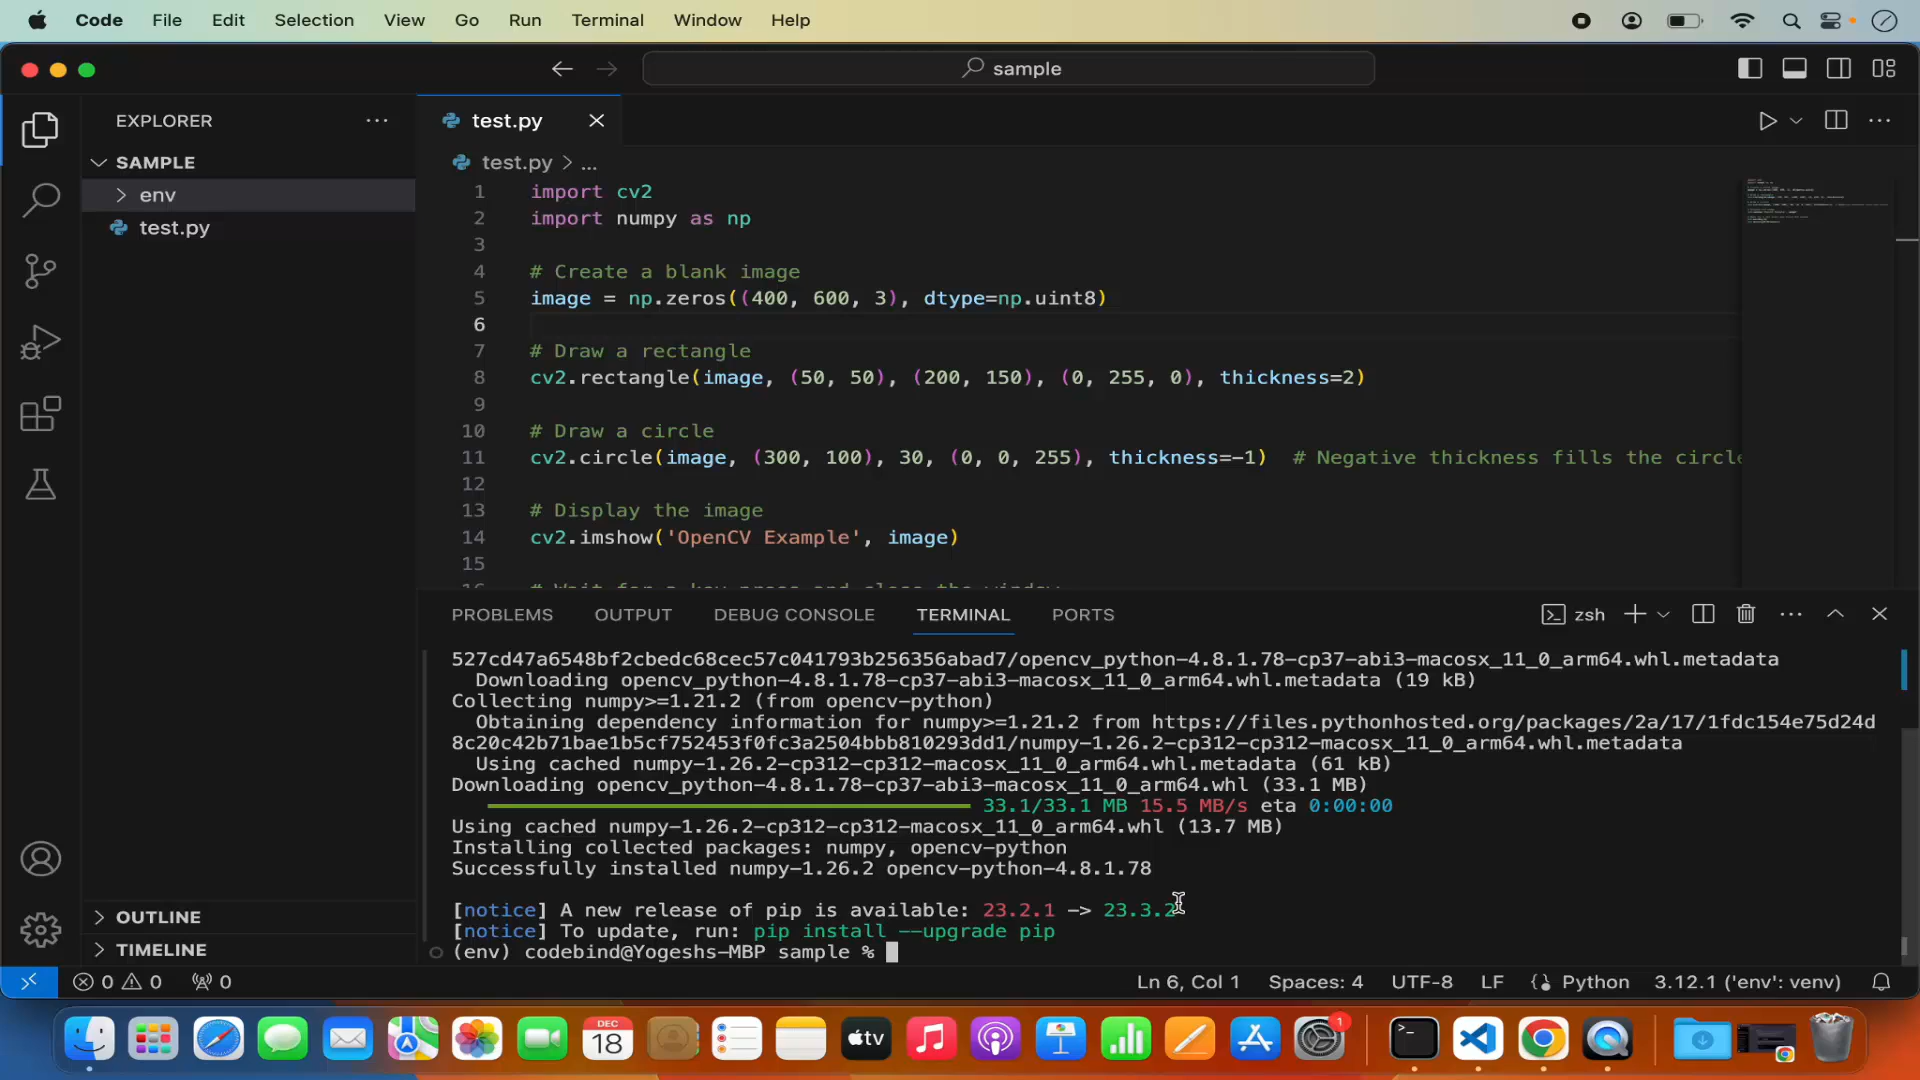 Code File Edit Selection View Go Run Terminal Window Help
sample
EXPLORER
SAMPLE
env
test.py
test.py
test.py > ...
1 import cv2
2 import numpy as np
3
4 # Create a blank image
5 image = np.zeros((400, 600, 3), dtype=np.uint8)
6
7 # Draw a rectangle
8 cv2.rectangle(image, (50, 50), (200, 150), (0, 255, 0), thickness=2)
9
10 # Draw a circle
11 cv2.circle(image, (300, 100), 30, (0, 0, 255), thickness=-1)  # Negative thickness fills the circle
12
13 # Display the image
14 cv2.imshow('OpenCV Example', image)
15
16 # Wait for a key press and close the window
PROBLEMS OUTPUT DEBUG CONSOLE TERMINAL PORTS
zsh
527cd47a6548bf2cbedc68cec57c041793b256356abad7/opencv_python-4.8.1.78-cp37-abi3-macosx_11_0_arm64.whl.metadata
Downloading opencv_python-4.8.1.78-cp37-abi3-macosx_11_0_arm64.whl.metadata (19 kB)
Collecting numpy>=1.21.2 (from opencv-python)
Obtaining dependency information for numpy>=1.21.2 from https://files.pythonhosted.org/packages/2a/17/1fdc154e75d24d
8c20c42b71bae1b5cf752453f0fc3a2504bbb810293dd1/numpy-1.26.2-cp312-cp312-macosx_11_0_arm64.whl.metadata
Using cached numpy-1.26.2-cp312-cp312-macosx_11_0_arm64.whl.metadata (61 kB)
Downloading opencv_python-4.8.1.78-cp37-abi3-macosx_11_0_arm64.whl (33.1 MB)
33.1/33.1 MB 15.5 MB/s eta 0:00:00
Using cached numpy-1.26.2-cp312-cp312-macosx_11_0_arm64.whl (13.7 MB)
Installing collected packages: numpy, opencv-python
Successfully installed numpy-1.26.2 opencv-python-4.8.1.78
[notice] A new release of pip is available: 23.2.1 -> 23.3.2
[notice] To update, run: pip install --upgrade pip
(env) codebind@Yogeshs-MBP sample %
OUTLINE
TIMELINE
0 0 0
Ln 6, Col 1 Spaces: 4 UTF-8 LF Python 3.12.1 ('env': venv)
DEC
18
tv
1